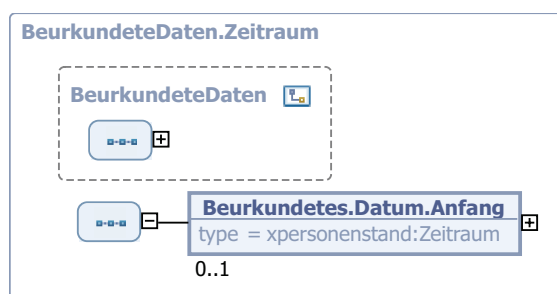 BeurkundeteDaten.Zeitraum
BeurkundeteDaten
Beurkundetes.Datum.Anfang
type = xpersonenstand:Zeitraum
0..1